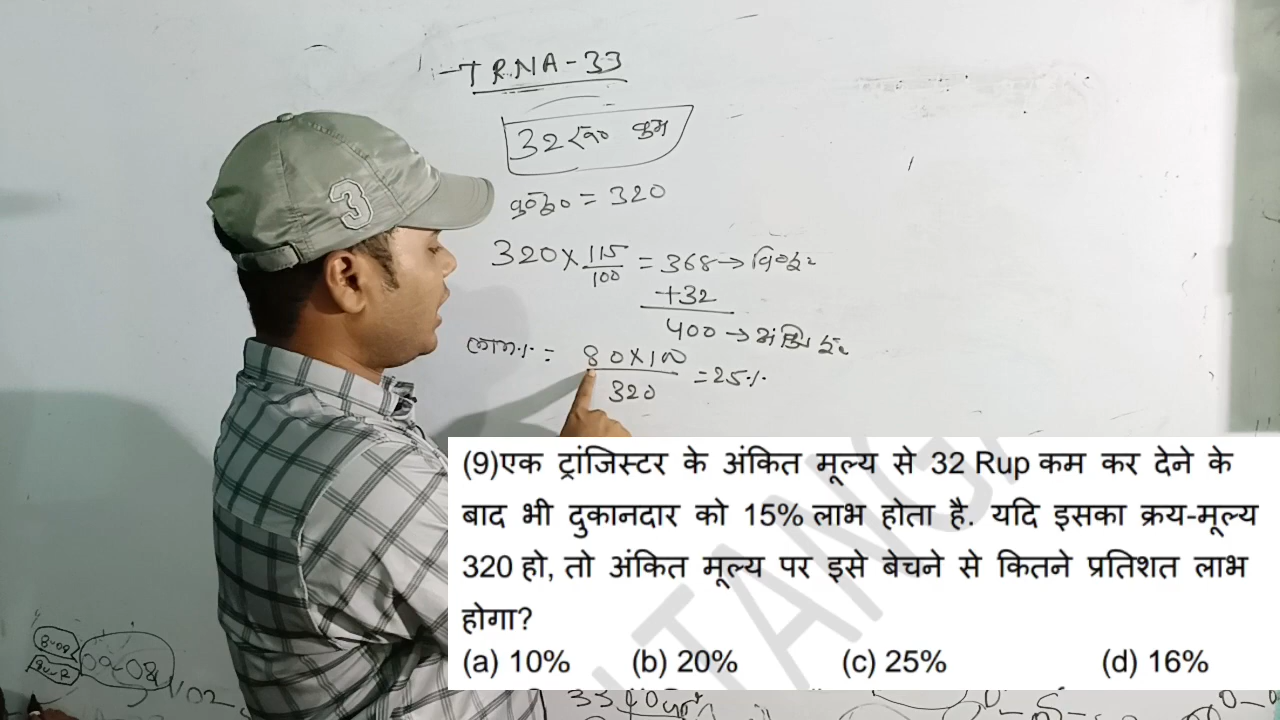 TRNA-33
32 रू० कम
क्र०मू० = 320
3
320 × 115/100 = 368 → वि०मू०
+32
400 → अंकित मू०
लाभ% = 80×100/320 = 25%
(9)एक ट्रांजिस्टर के अंकित मूल्य से 32 Rup कम कर देने के
बाद भी दुकानदार को 15% लाभ होता है. यदि इसका क्रय-मूल्य
320 हो, तो अंकित मूल्य पर इसे बेचने से कितने प्रतिशत लाभ
होगा?
(a) 10% (b) 20% (c) 25% (d) 16%